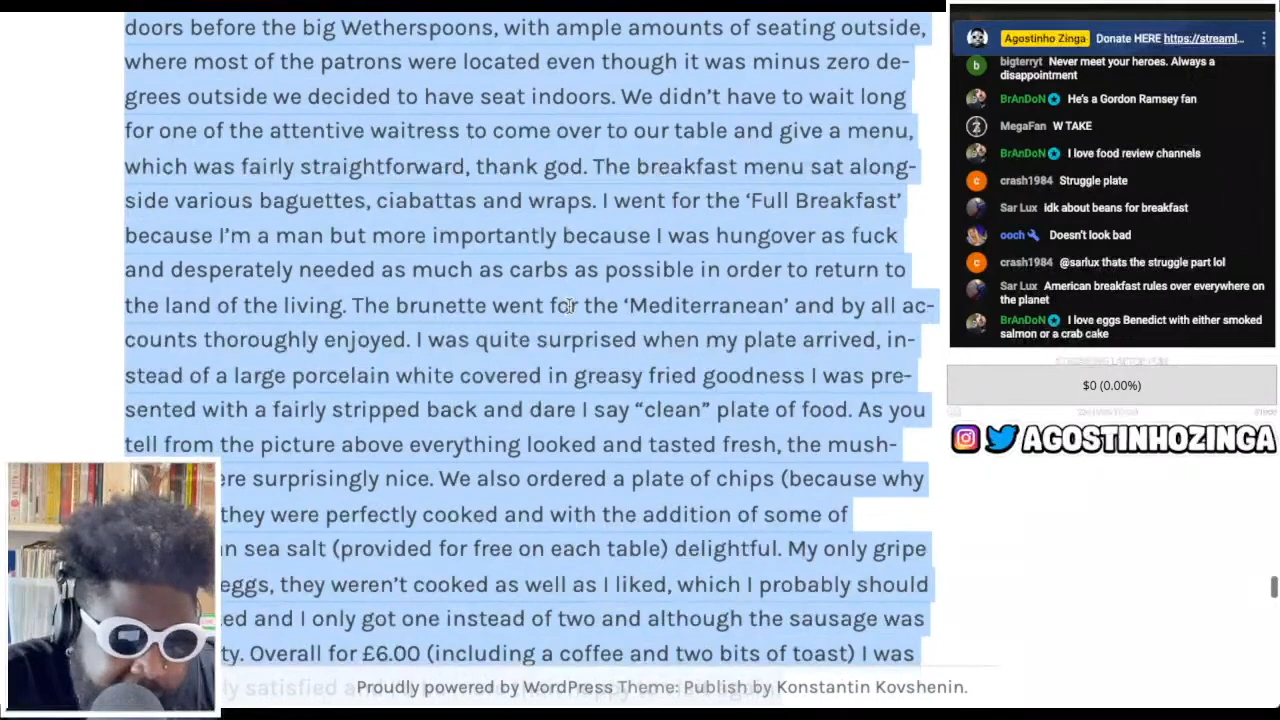 doors before the big Wetherspoons, with ample amounts of seating outside,
where most of the patrons were located even though it was minus zero de-
grees outside we decided to have seat indoors. We didn't have to wait long
for one of the attentive waitress to come over to our table and give a menu,
which was fairly straightforward, thank god. The breakfast menu sat along-
side various baguettes, ciabattas and wraps. I went for the ‘Full Breakfast’
because I’m a man but more importantly because I was hungover as fuck
and desperately needed as much as carbs as possible in order to return to
the land of the living. The brunette went for the ‘Mediterranean’ and by all ac-
counts thoroughly enjoyed. I was quite surprised when my plate arrived, in-
stead of a large porcelain white covered in greasy fried goodness I was pre-
sented with a fairly stripped back and dare I say “clean” plate of food. As you
tell from the picture above everything looked and tasted fresh, the mush-
ere surprisingly nice. We also ordered a plate of chips (because why
they were perfectly cooked and with the addition of some of
n sea salt (provided for free on each table) delightful. My only gripe
eggs, they weren’t cooked as well as I liked, which I probably should
ed and I only got one instead of two and although the sausage was
ty. Overall for £6.00 (including a coffee and two bits of toast) I was
ly satisfied and
Proudly powered by WordPress Theme: Publish by Konstantin Kovshenin.
Agostinho Zinga Donate HERE https://streaml...
bigterryt Never meet your heroes. Always a
disappointment
BrAnDoN He's a Gordon Ramsey fan
MegaFan W TAKE
BrAnDoN I love food review channels
crash1984 Struggle plate
Sar Lux idk about beans for breakfast
ooch Doesn't look bad
crash1984 @sarlux thats the struggle part lol
Sar Lux American breakfast rules over everywhere on
the planet
BrAnDoN I love eggs Benedict with either smoked
salmon or a crab cake
$0 (0.00%)
AGOSTINHOZINGA